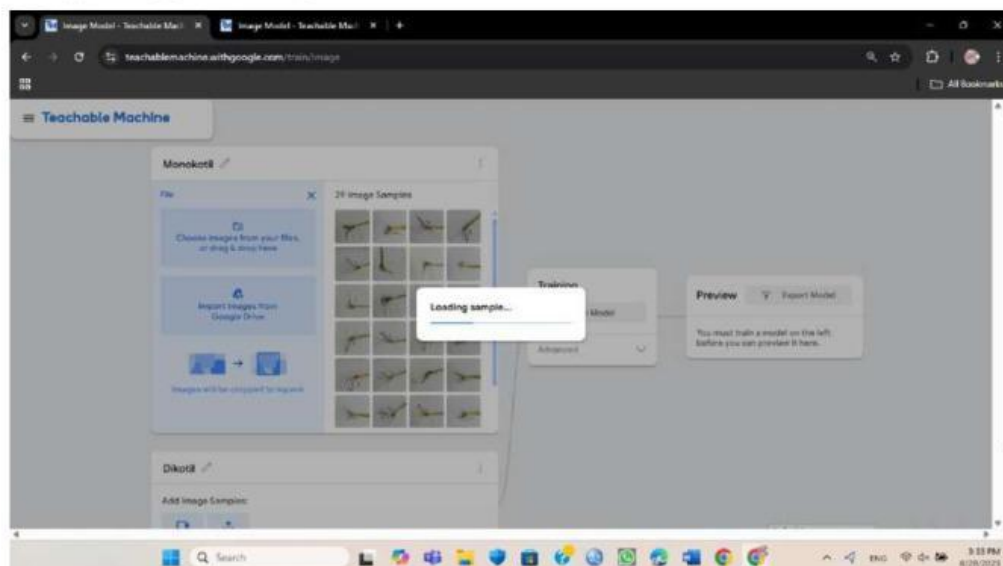 Image Model - Teachable Mac
Image Model - Teachable Mac
teachablemachine.withgoogle.com/train/image
All Bookmarks
Teachable Machine
Monokotil
File
29 Image Samples
Choose images from your files,
or drag & drop here
Import images from
Google Drive
Images will be cropped to square
Training
Model
Advanced
Loading sample...
Preview
Export Model
You must train a model on the left
before you can preview it here.
Dikotil
Add Image Samples:
Search
ENG
3:33 PM